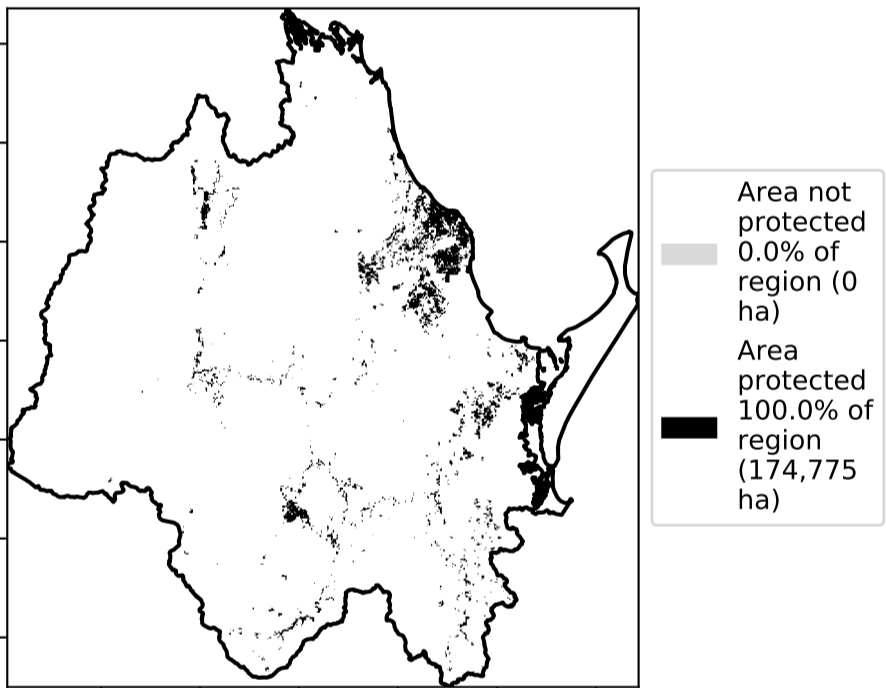 Area not
protected
0.0% of
region (0
ha)
Area
protected
100.0% of
region
(174,775
ha)